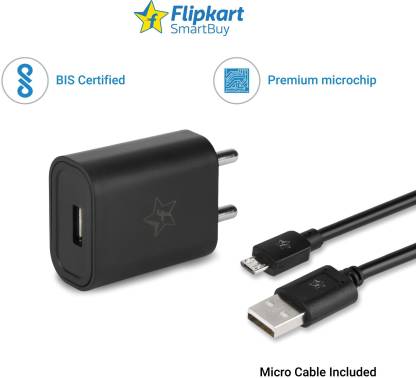 Flipkart
SmartBuy
BIS Certified
Premium microchip
Micro Cable Included